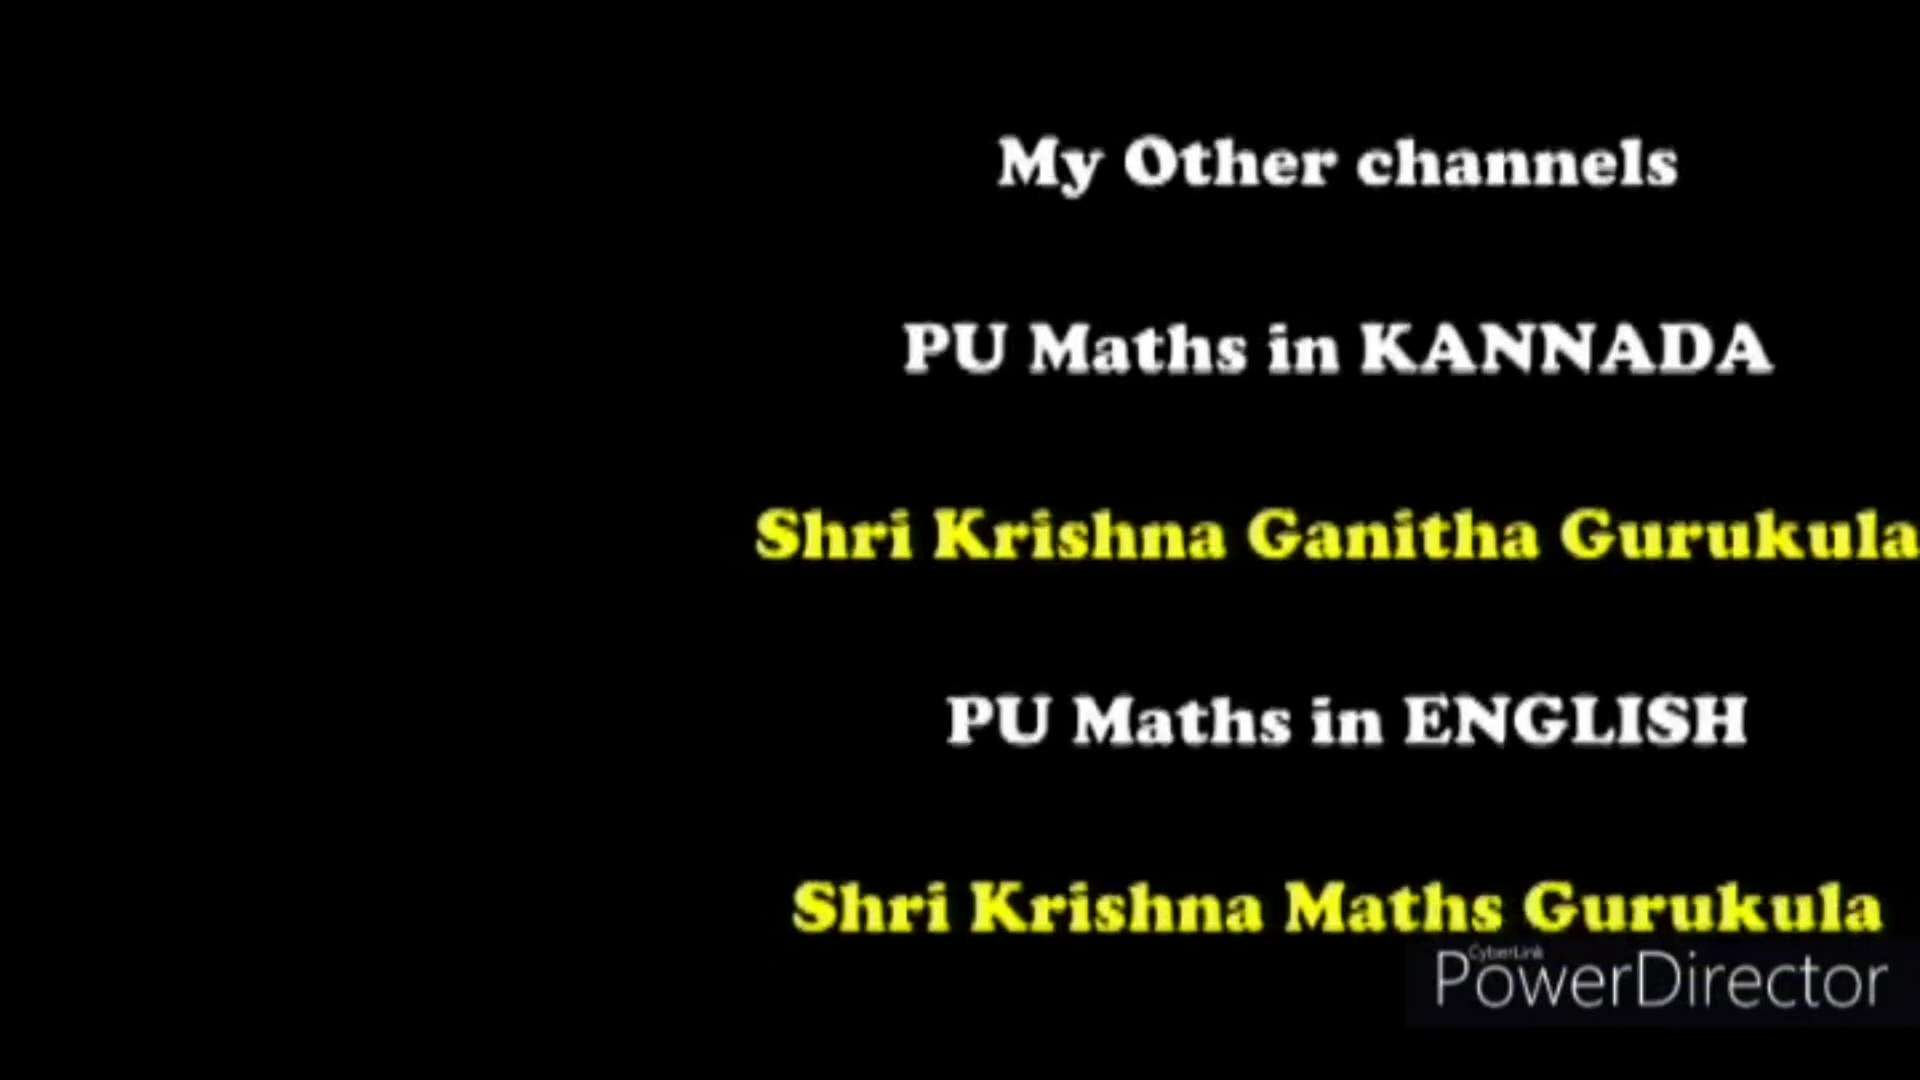 My Other channels
PU Maths in KANNADA
Shri Krishna Ganitha Gurukula
PU Maths in ENGLISH
Shri Krishna Maths Gurukula
CyberLink
PowerDirector